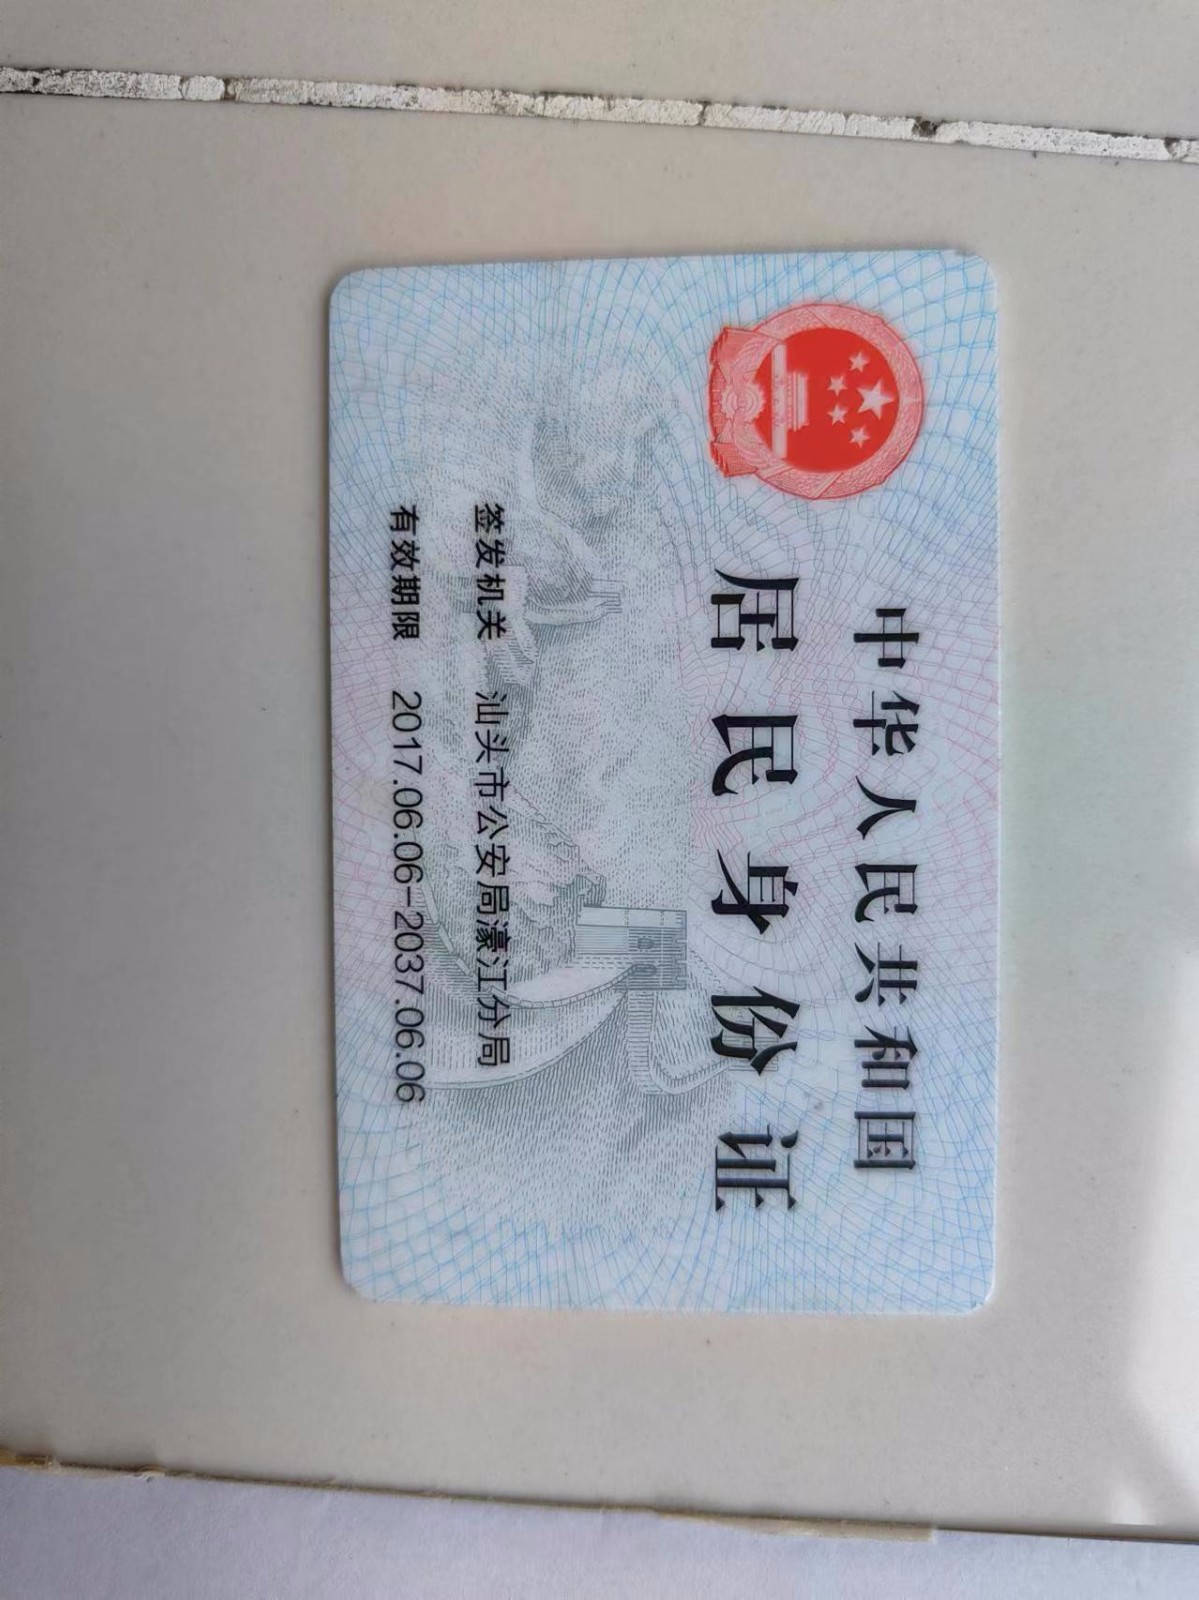 中华人民共和国
居民身份证
签发机关 汕头市公安局濠江分局
有效期限 2017.06.06-2037.06.06